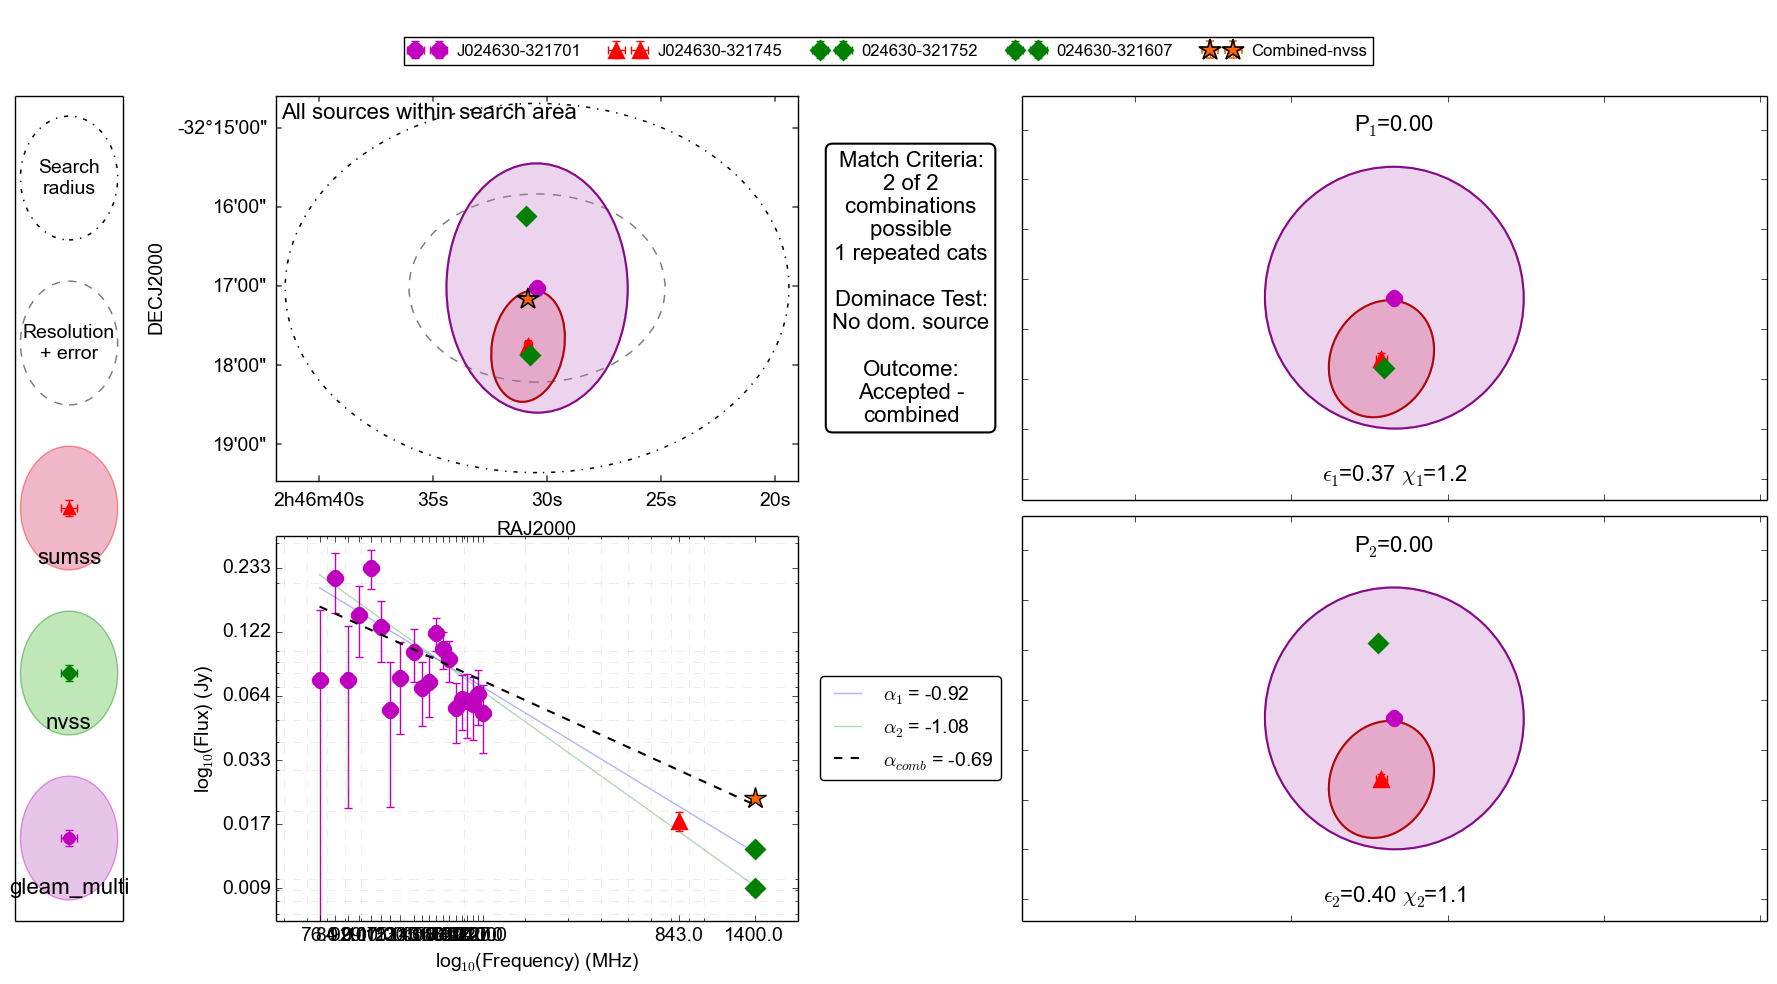 J024630-321701
J024630-321745
024630-321752
024630-321607
Combined-nvss
Search
radius
Resolution
+ error
sumss
nvss
gleam_multi
All sources within search area
-32°15'00"
16'00"
17'00"
18'00"
19'00"
DECJ2000
2h46m40s
35s
30s
25s
20s
RAJ2000
Match Criteria:
2 of 2
combinations
possible
1 repeated cats
Dominace Test:
No dom. source
Outcome:
Accepted -
combined
P₁=0.00
ϵ₁=0.37 χ₁=1.2
P₂=0.00
ϵ₂=0.40 χ₂=1.1
0.233
0.122
0.064
0.033
0.017
0.009
log₁₀(Flux) (Jy)
843.0
1400.0
log₁₀(Frequency) (MHz)
α₁ = -0.92
α₂ = -1.08
α_comb = -0.69